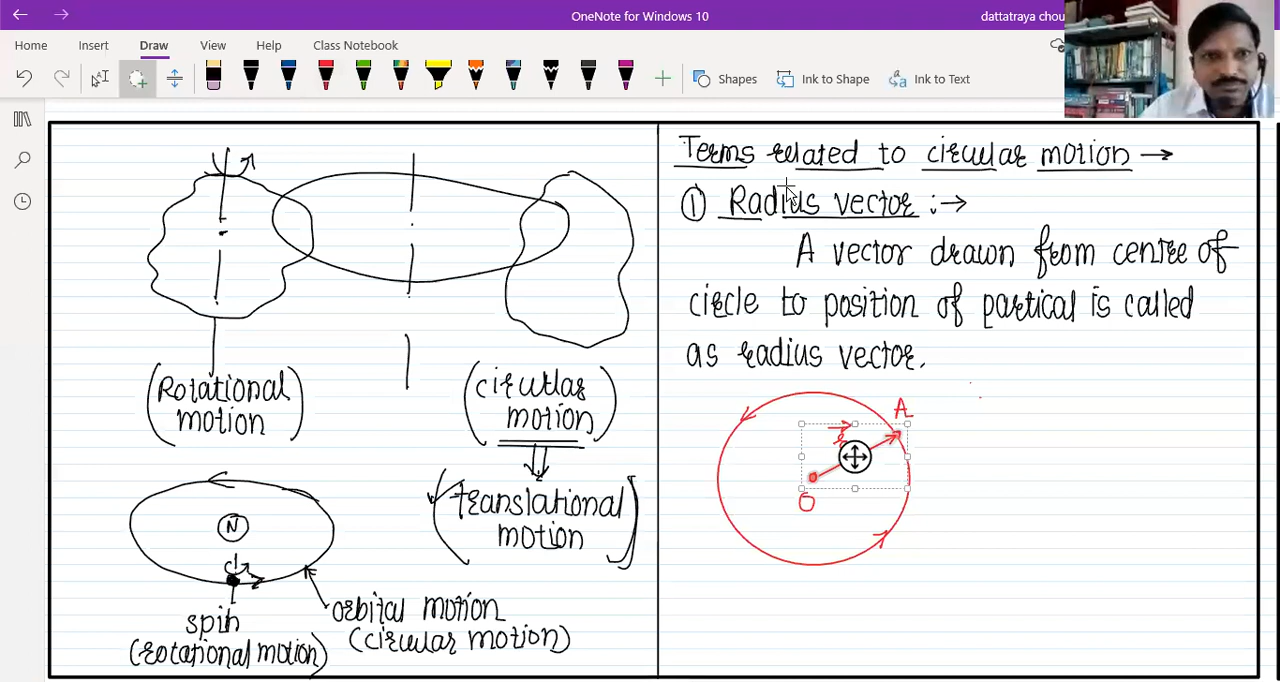 OneNote for Windows 10
dattatraya chou
Home Insert Draw View Help Class Notebook
Shapes Ink to Shape Ink to Text
(Rotational
motion)
(circular
motion)
(translational
motion)
N
spin
(rotational motion)
orbital motion
(circular motion)
Terms related to circular motion →
① Radius vector :→
A vector drawn from centre of
circle to position of partical is called
as radius vector.
A
r
O